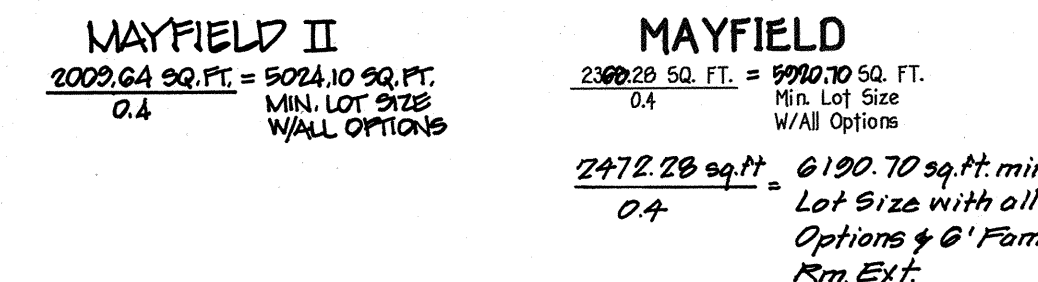 MAYFIELD II
2009.64 SQ.FT. = 5024.10 SQ.FT.
0.4 MIN. LOT SIZE
W/ALL OPTIONS
MAYFIELD
2368.28 SQ. FT. = 5920.70 SQ. FT.
0.4 Min. Lot Size
W/All Options
2472.28 sq.ft = 6190.70 sq.ft. min
0.4 Lot Size with all
Options & 6' Fam
Rm. Ext.